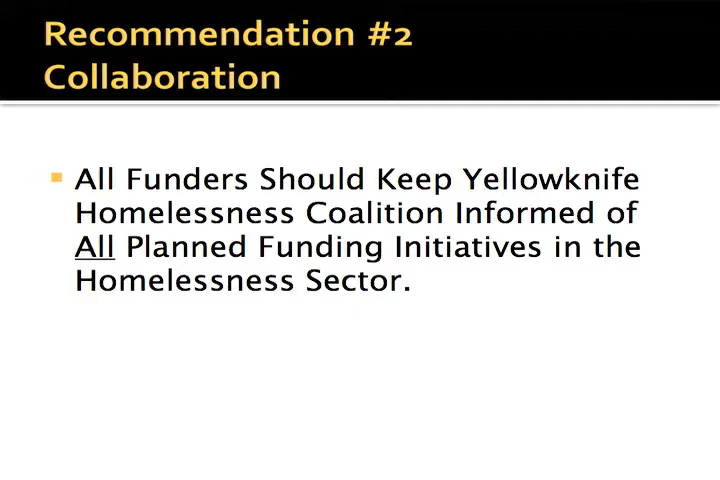 Recommendation #2
Collaboration
All Funders Should Keep Yellowknife
Homelessness Coalition Informed of
All Planned Funding Initiatives in the
Homelessness Sector.